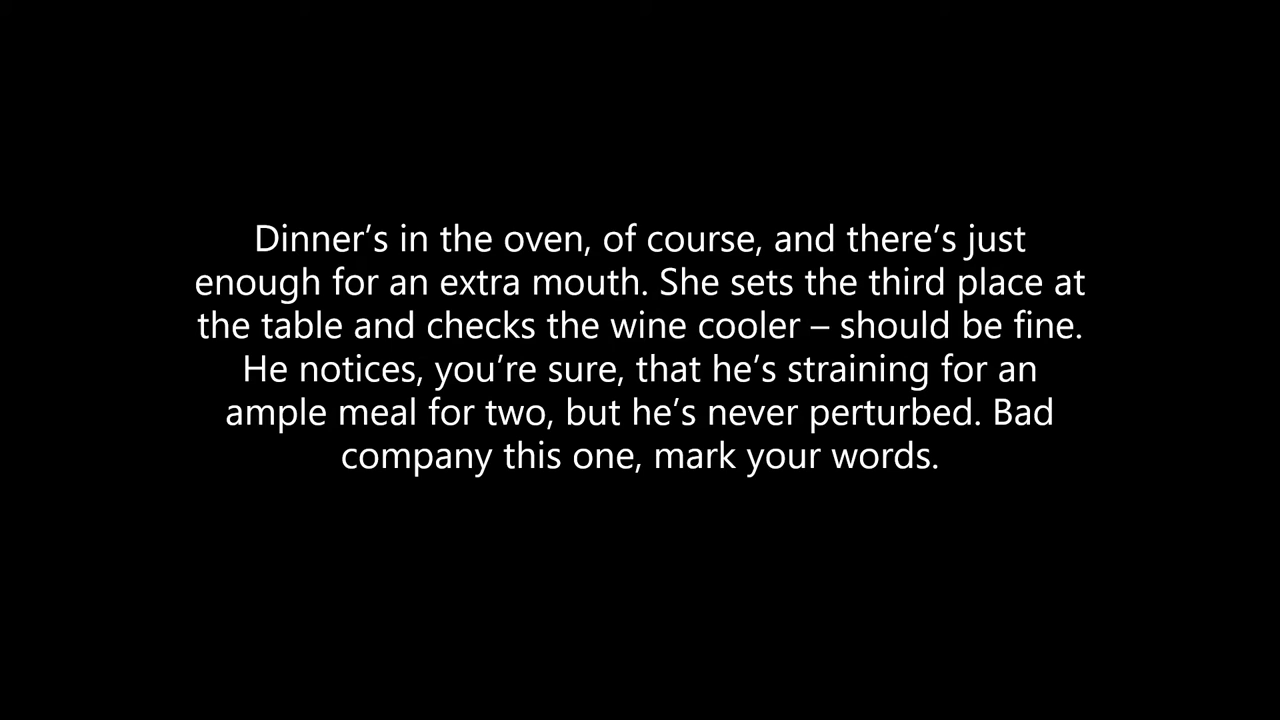 Dinner’s in the oven, of course, and there’s just
enough for an extra mouth. She sets the third place at
the table and checks the wine cooler – should be fine.
He notices, you’re sure, that he’s straining for an
ample meal for two, but he’s never perturbed. Bad
company this one, mark your words.